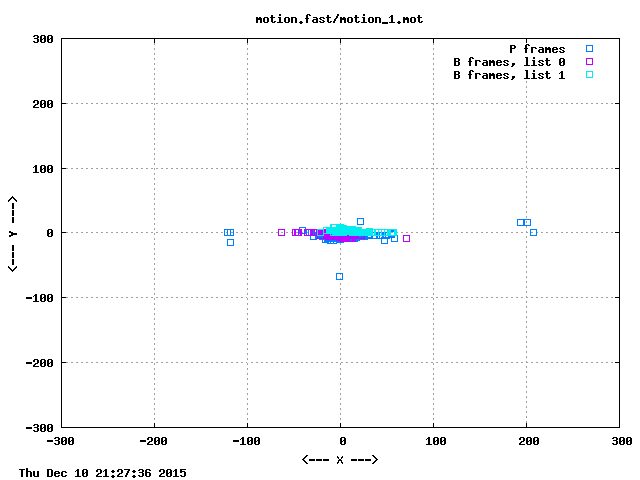 motion.fast/motion_1.mot
P frames
B frames, list 0
B frames, list 1
300
200
100
0
-100
-200
-300
<--- Y --->
-300 -200 -100 0 100 200 300
<--- X --->
Thu Dec 10 21:27:36 2015